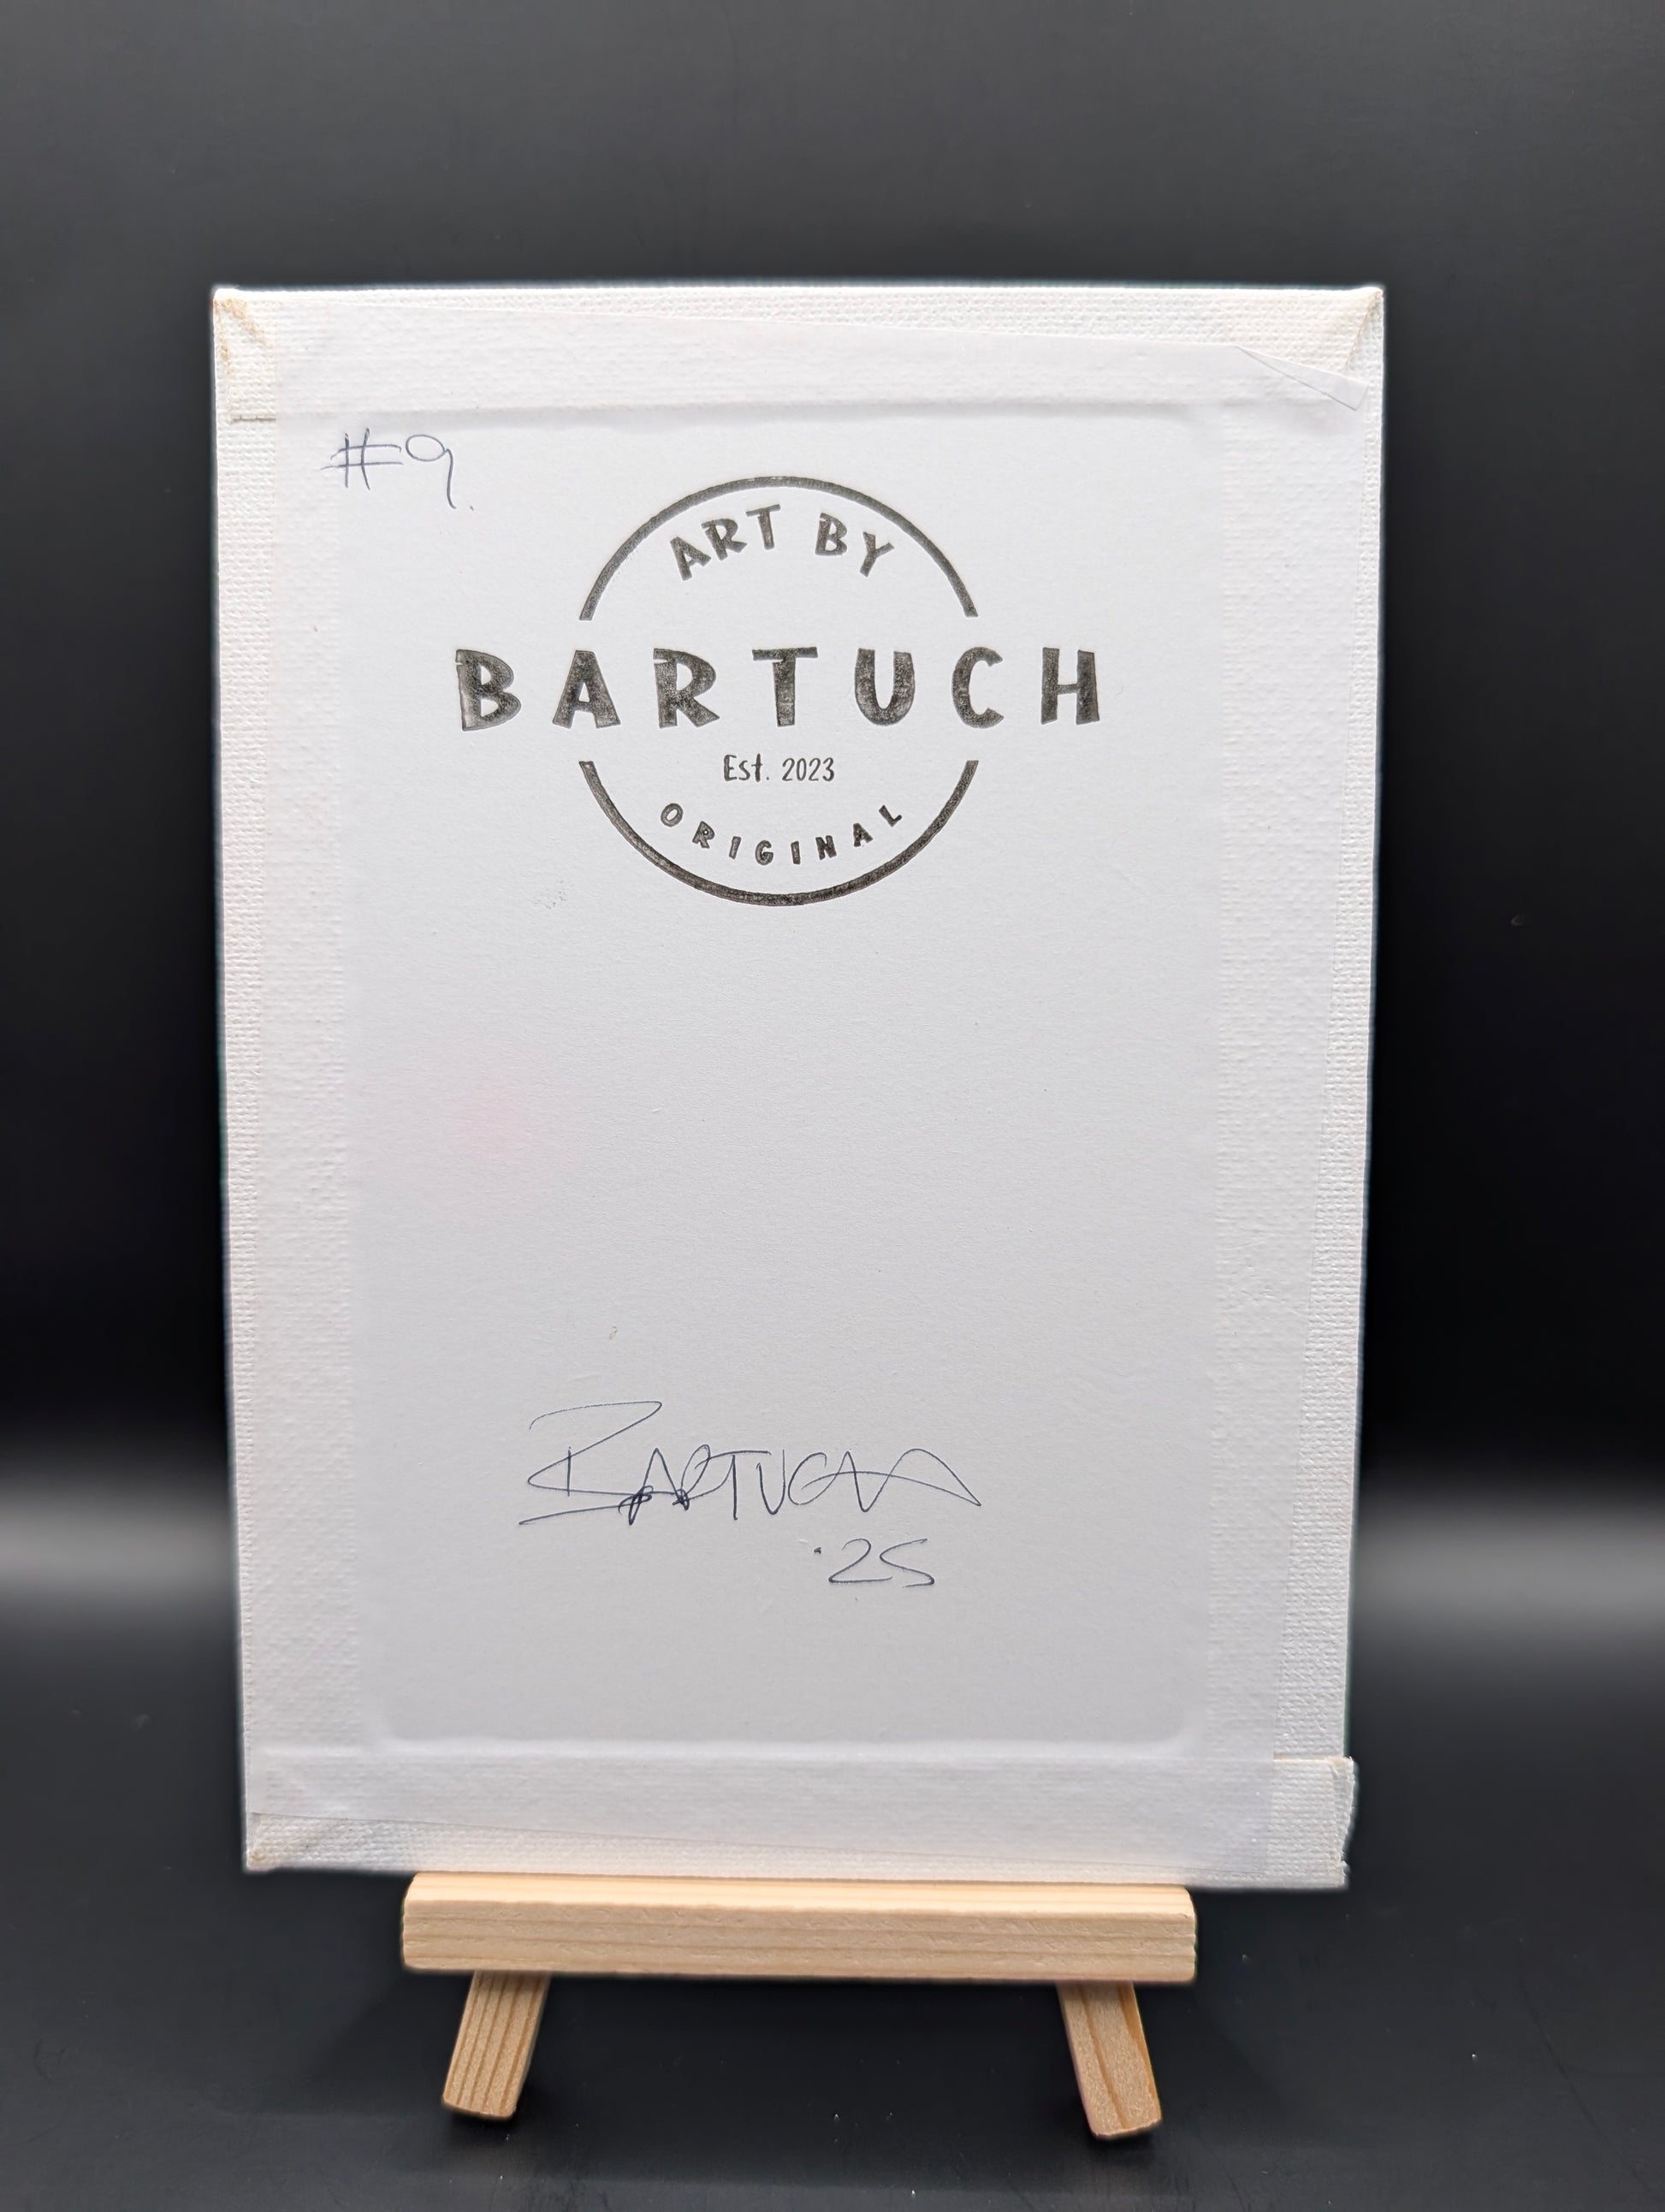 #9.
ART BY
BARTUCH
Est. 2023
ORIGINAL
BARTUCH
'25